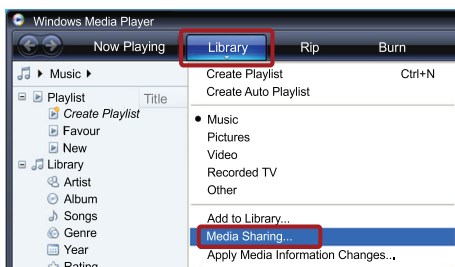 Windows Media Player
Now Playing Library Rip Burn
Music
Playlist
Create Playlist
Favour
New
Library
Artist
Album
Songs
Genre
Year
Rating
Title
Create Playlist Ctrl+N
Create Auto Playlist
Music
Pictures
Video
Recorded TV
Other
Add to Library...
Media Sharing...
Apply Media Information Changes...